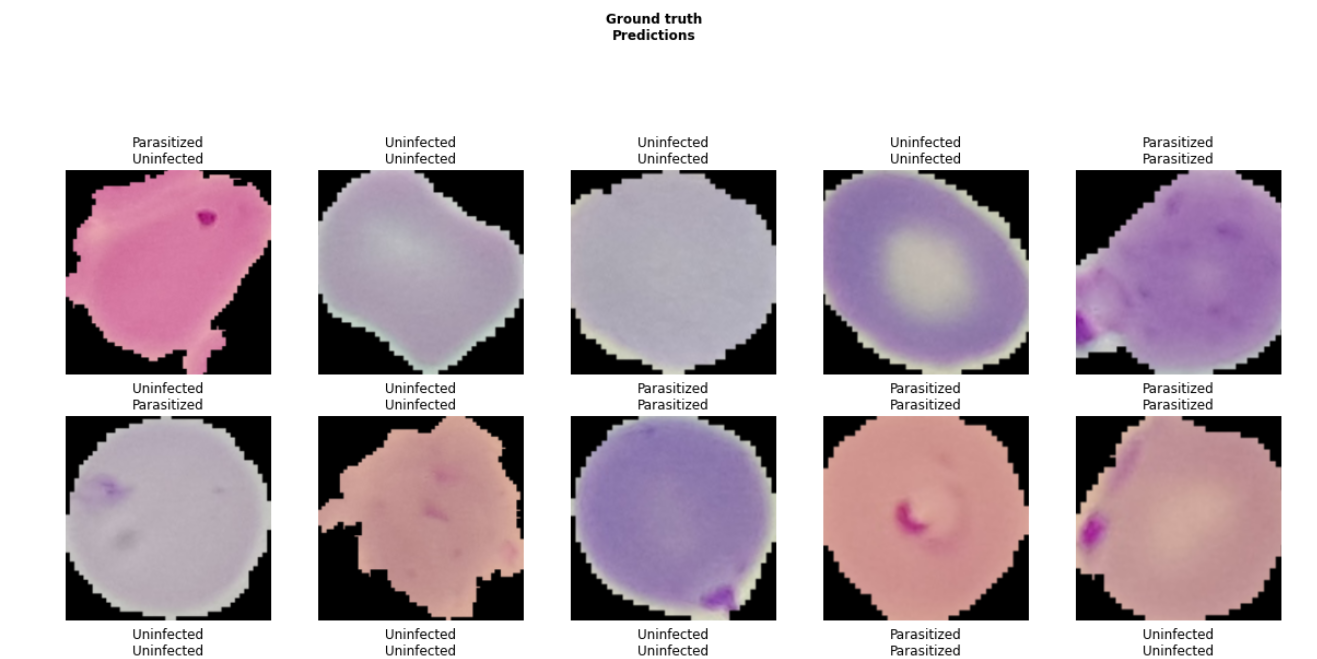 Ground truth
Predictions
Parasitized Uninfected Uninfected Uninfected Parasitized
Uninfected Uninfected Uninfected Uninfected Parasitized
Uninfected Uninfected Parasitized Parasitized Parasitized
Parasitized Uninfected Parasitized Parasitized Parasitized
Uninfected Uninfected Uninfected Parasitized Uninfected
Uninfected Uninfected Uninfected Parasitized Uninfected